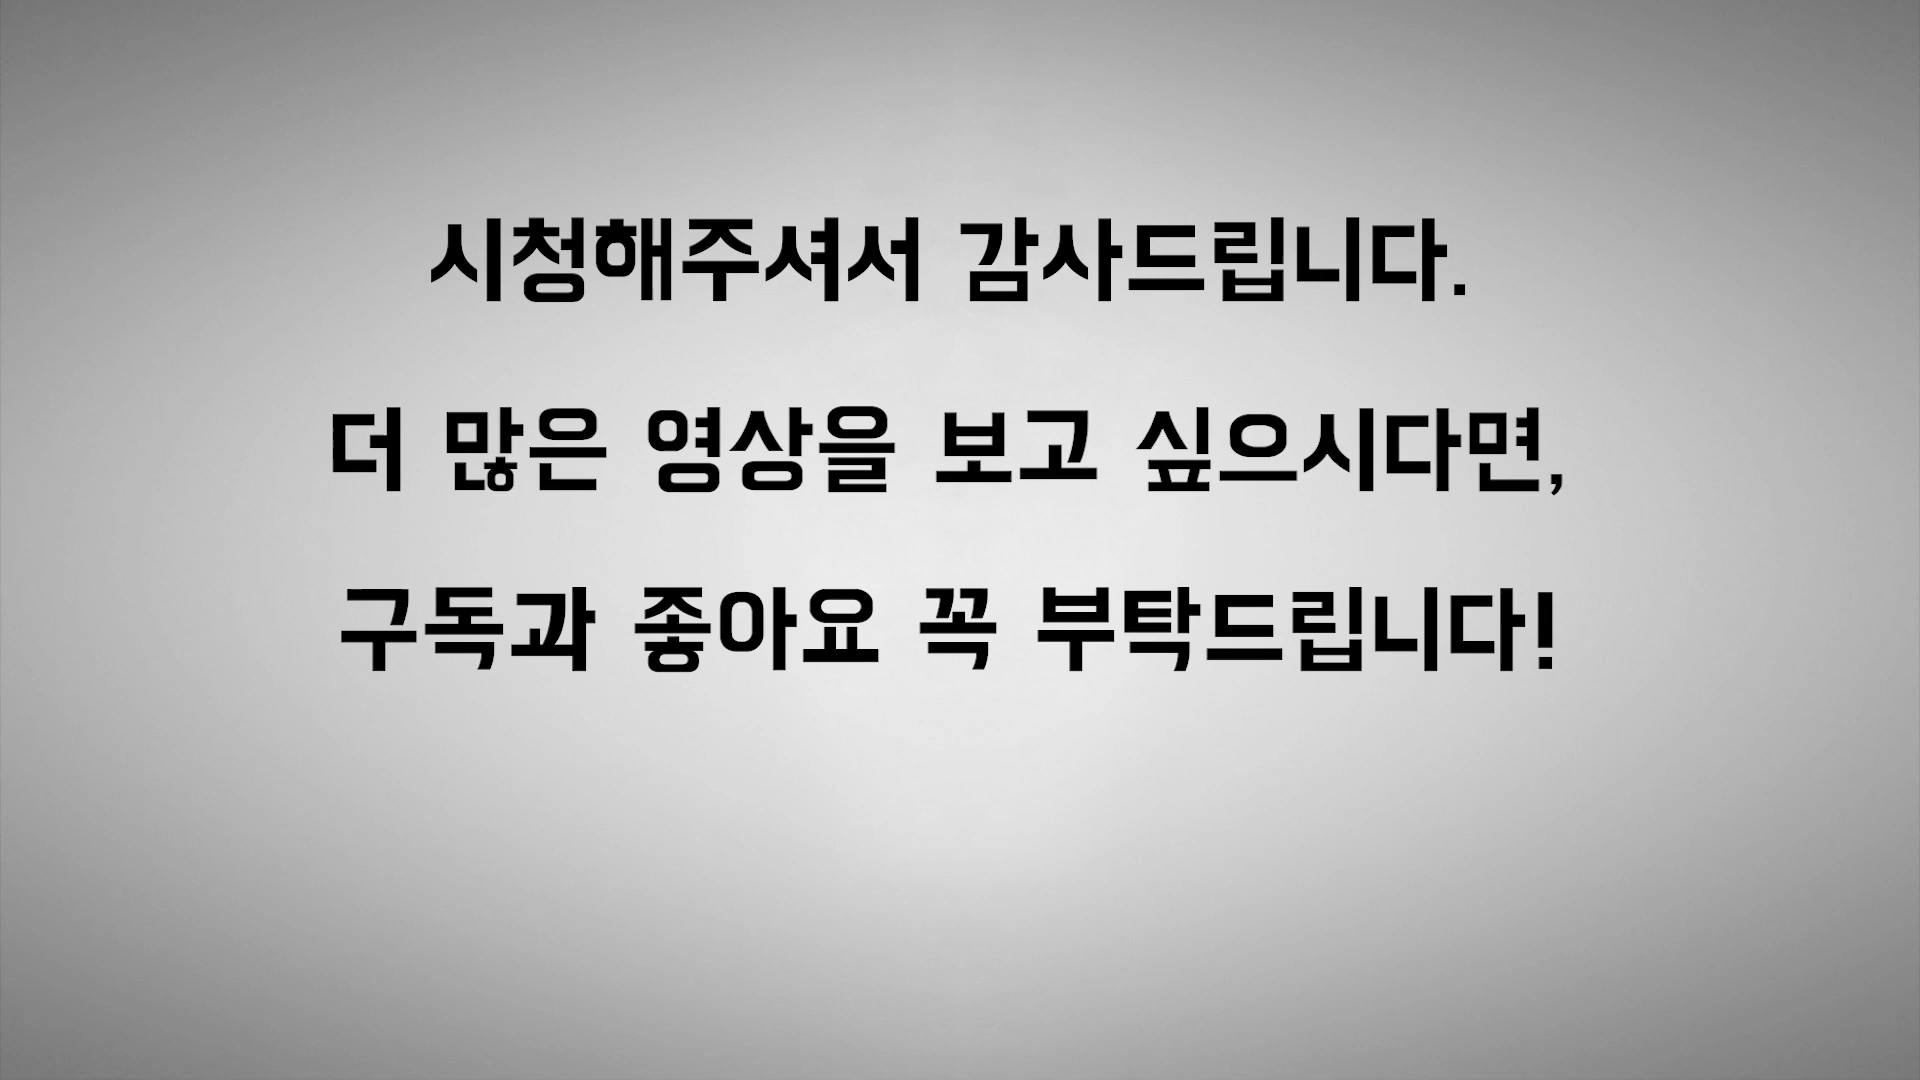 시청해주셔서 감사드립니다.
더 많은 영상을 보고 싶으시다면,
구독과 좋아요 꼭 부탁드립니다!